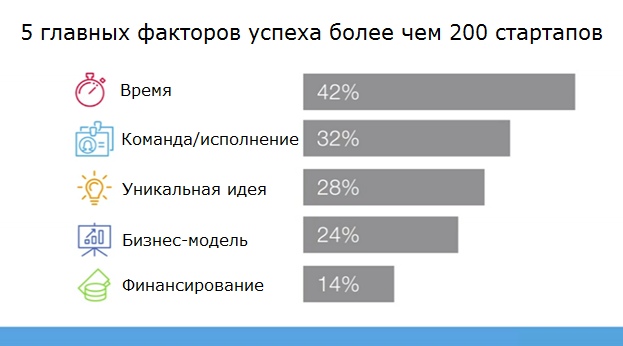 5 главных факторов успеха более чем 200 стартапов
Время 42%
Команда/исполнение 32%
Уникальная идея 28%
Бизнес-модель 24%
Финансирование 14%